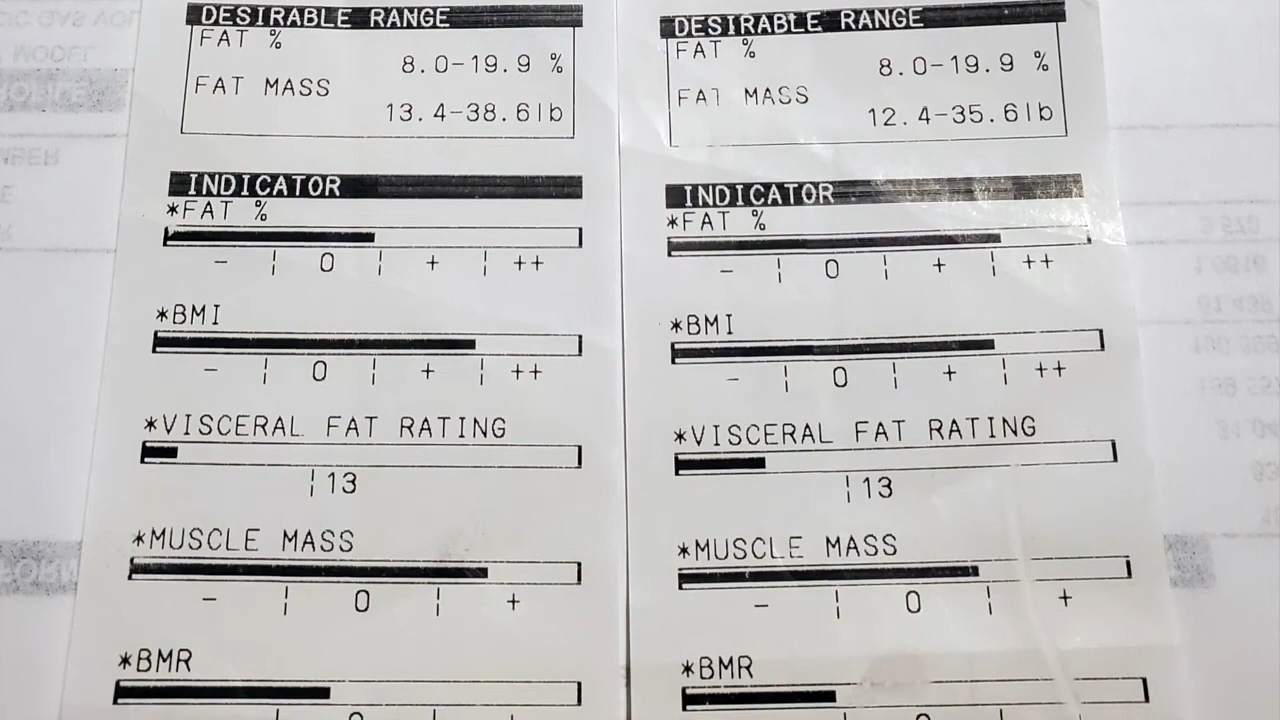 DESIRABLE RANGE
FAT %
8.0-19.9 %
FAT MASS
13.4-38.6lb
INDICATOR
*FAT %
- ¦ 0 ¦ + ¦ ++
*BMI
- ¦ 0 ¦ + ¦ ++
*VISCERAL FAT RATING
¦13
*MUSCLE MASS
- ¦ 0 ¦ +
*BMR
DESIRABLE RANGE
FAT %
8.0-19.9 %
FAT MASS
12.4-35.6lb
INDICATOR
*FAT %
- ¦ 0 ¦ + ¦ ++
*BMI
- ¦ 0 ¦ + ¦ ++
*VISCERAL FAT RATING
¦13
*MUSCLE MASS
- ¦ 0 ¦ +
*BMR